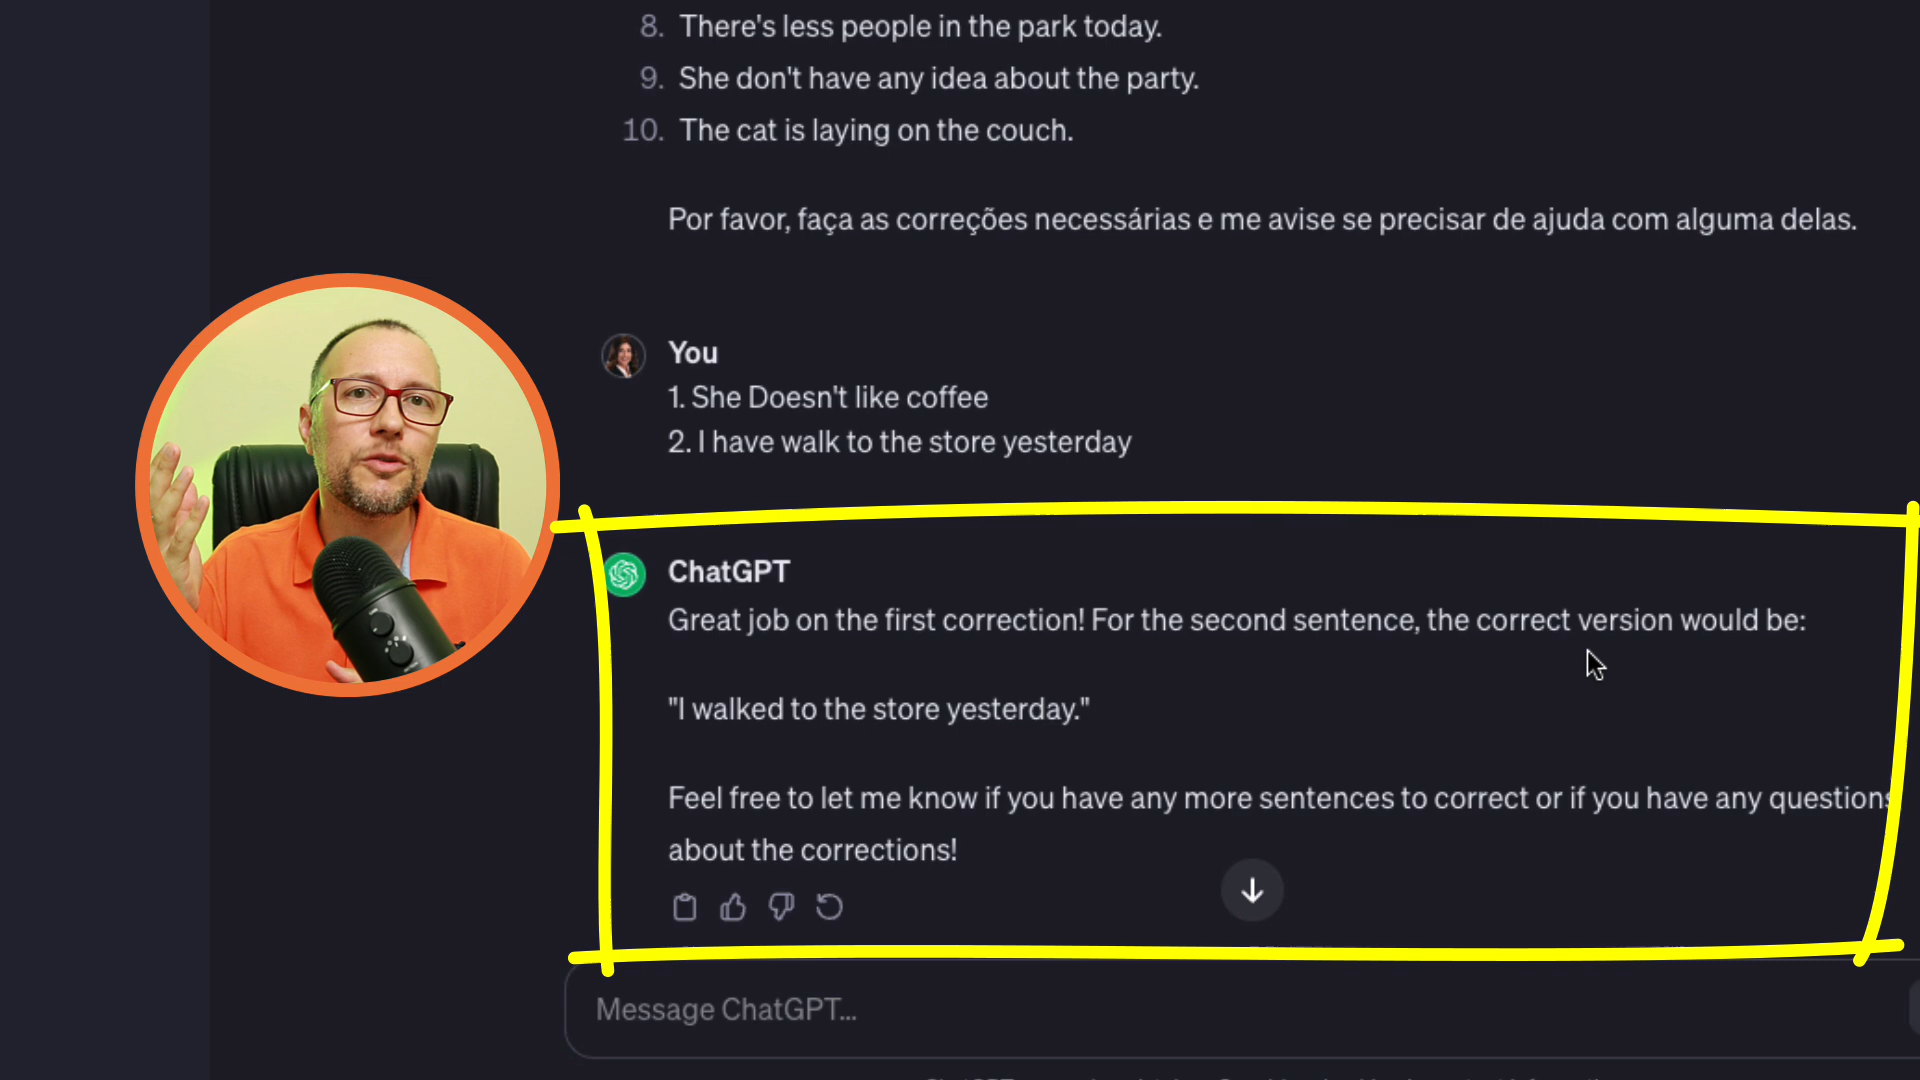 8. There's less people in the park today.
9. She don't have any idea about the party.
10. The cat is laying on the couch.
Por favor, faça as correções necessárias e me avise se precisar de ajuda com alguma delas.
You
1. She Doesn't like coffee
2. I have walk to the store yesterday
ChatGPT
Great job on the first correction! For the second sentence, the correct version would be:
"I walked to the store yesterday."
Feel free to let me know if you have any more sentences to correct or if you have any questions
about the corrections!
Message ChatGPT...